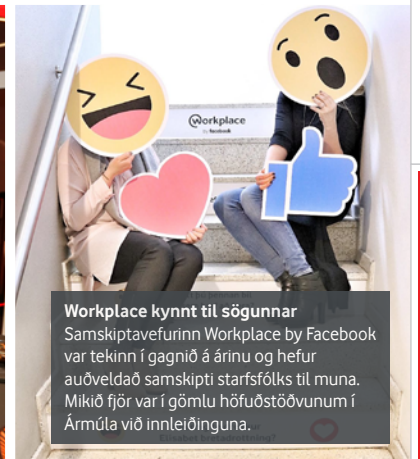 Workplace
by facebook
Workplace kynnt til sögunnar
Samskiptavefurinn Workplace by Facebook
var tekinn í gagnið á árinu og hefur
auðveldað samskipti starfsfólks til muna.
Mikið fjör var í gömlu höfuðstöðvunum í
Ármúla við innleiðinguna.